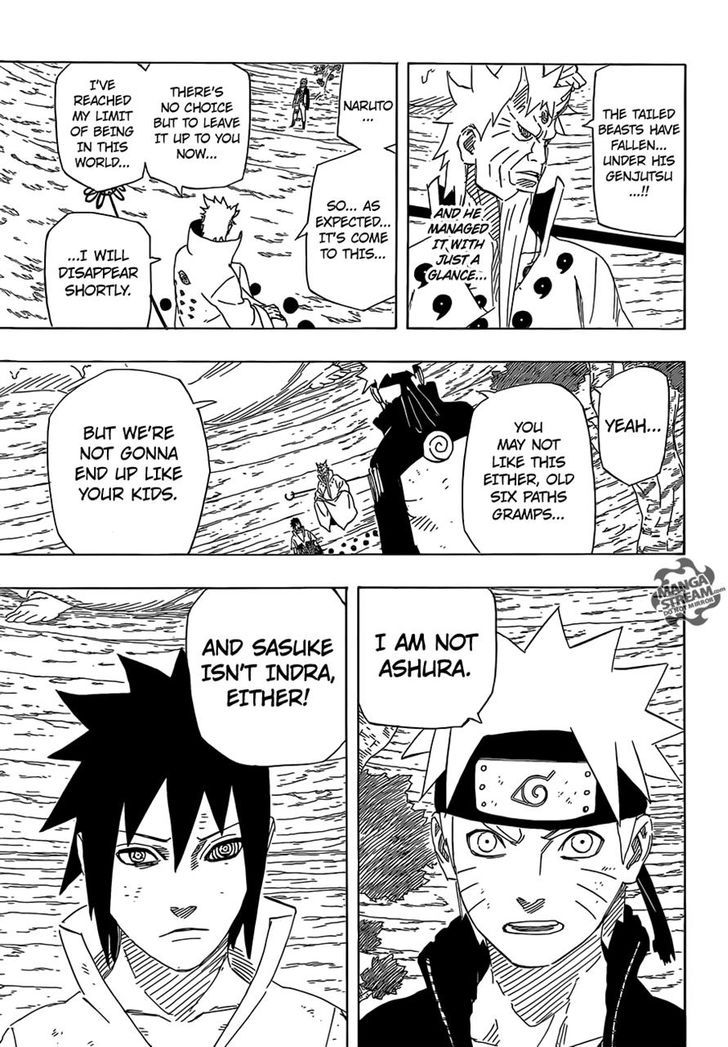 THE TAILED
BEASTS HAVE
FALLEN...
UNDER HIS
GENJUTSU
...!!
AND HE
MANAGED
IT WITH
JUST A
GLANCE...
NARUTO
...
SO... AS
EXPECTED...
IT'S COME
TO THIS...
THERE'S
NO CHOICE
BUT TO LEAVE
IT UP TO YOU
NOW...
I'VE
REACHED
MY LIMIT
OF BEING
IN THIS
WORLD...
...I WILL
DISAPPEAR
SHORTLY.
YEAH...
YOU
MAY NOT
LIKE THIS
EITHER, OLD
SIX PATHS
GRAMPS...
BUT WE'RE
NOT GONNA
END UP LIKE
YOUR KIDS.
MANGA
STREAM.com
DO NOT MIRROR!
I AM NOT
ASHURA.
AND SASUKE
ISN'T INDRA,
EITHER!